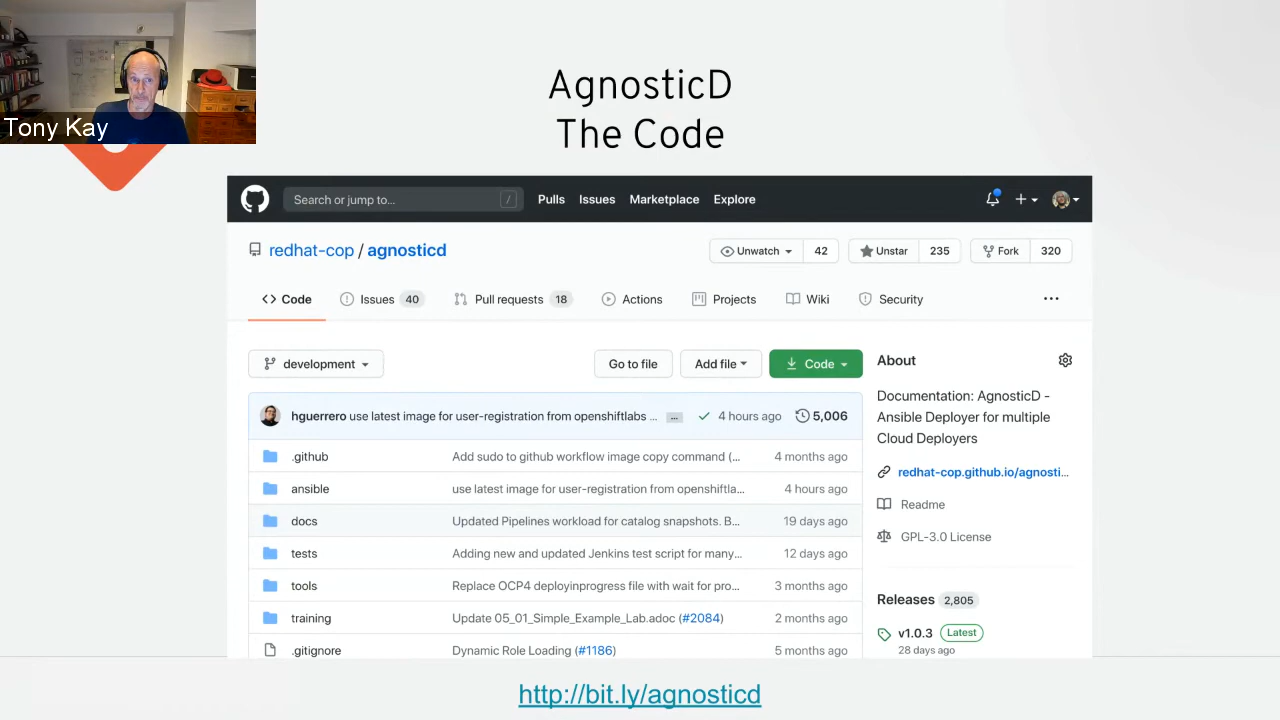 Tony Kay
AgnosticD
The Code
Search or jump to... /
Pulls Issues Marketplace Explore
redhat-cop / agnosticd
Unwatch 42 Unstar 235 Fork 320
Code Issues 40 Pull requests 18 Actions Projects Wiki Security ...
development Go to file Add file Code
hguerrero use latest image for user-registration from openshiftlabs … ... 4 hours ago 5,006
.github Add sudo to github workflow image copy command (... 4 months ago
ansible use latest image for user-registration from openshiftla... 4 hours ago
docs Updated Pipelines workload for catalog snapshots. B... 19 days ago
tests Adding new and updated Jenkins test script for many... 12 days ago
tools Replace OCP4 deployinprogress file with wait for pro... 3 months ago
training Update 05_01_Simple_Example_Lab.adoc (#2084) 2 months ago
.gitignore Dynamic Role Loading (#1186) 5 months ago
About
Documentation: AgnosticD -
Ansible Deployer for multiple
Cloud Deployers
redhat-cop.github.io/agnosti...
Readme
GPL-3.0 License
Releases 2,805
v1.0.3 Latest
28 days ago
http://bit.ly/agnosticd